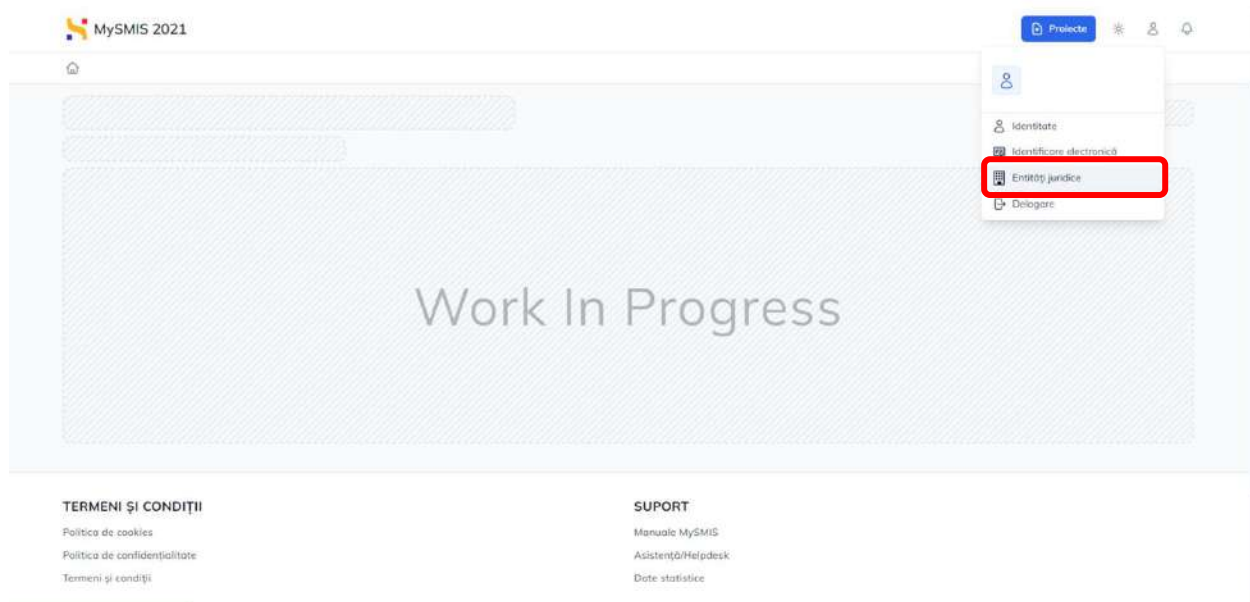 MySMIS 2021
Proiecte
Identitate
Identificare electronică
Entități juridice
Delogare
Work In Progress
TERMENI ȘI CONDIȚII
SUPORT
Politica de cookies
Manuale MySMIS
Politica de confidențialitate
Asistență/Helpdesk
Termeni și condiții
Date statistice